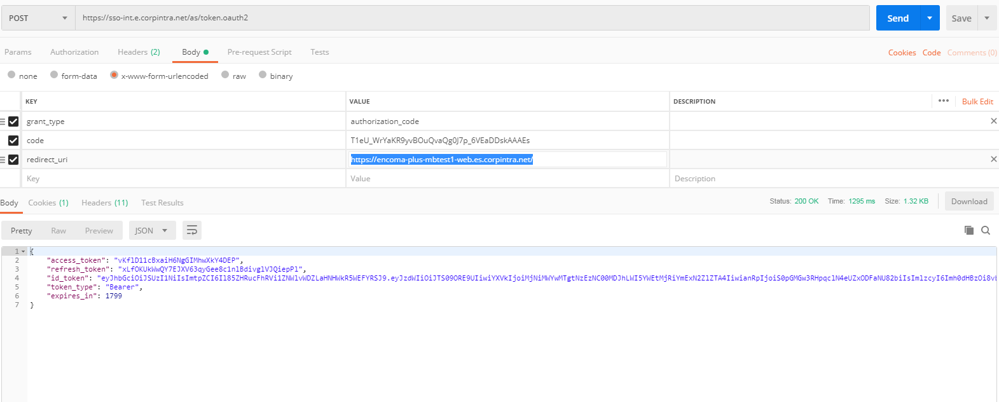 POST https://sso-int.e.corpintra.net/as/token.oauth2 Send Save
Params Authorization Headers (2) Body Pre-request Script Tests Cookies Code Comments (0)
none form-data x-www-form-urlencoded raw binary
KEY VALUE DESCRIPTION ••• Bulk Edit
grant_type authorization_code
code T1eU_WrYaKR9yvBOuQvaQg0J7p_6VEaDDskAAAEs
redirect_uri https://encoma-plus-mbtest1-web.es.corpintra.net/
Key Value Description
Body Cookies (1) Headers (11) Test Results Status: 200 OK Time: 1295 ms Size: 1.32 KB Download
Pretty Raw Preview JSON
1 {
2 "access_token": "vKflD11cBxaiH6NgGIMhwXkY4DEP",
3 "refresh_token": "xLfOKUkWwQY7EJXV63qyGee8c1nlBdivglVJQiepPl",
4 "id_token":
5 "token_type": "Bearer",
6 "expires_in": 1799
7 }